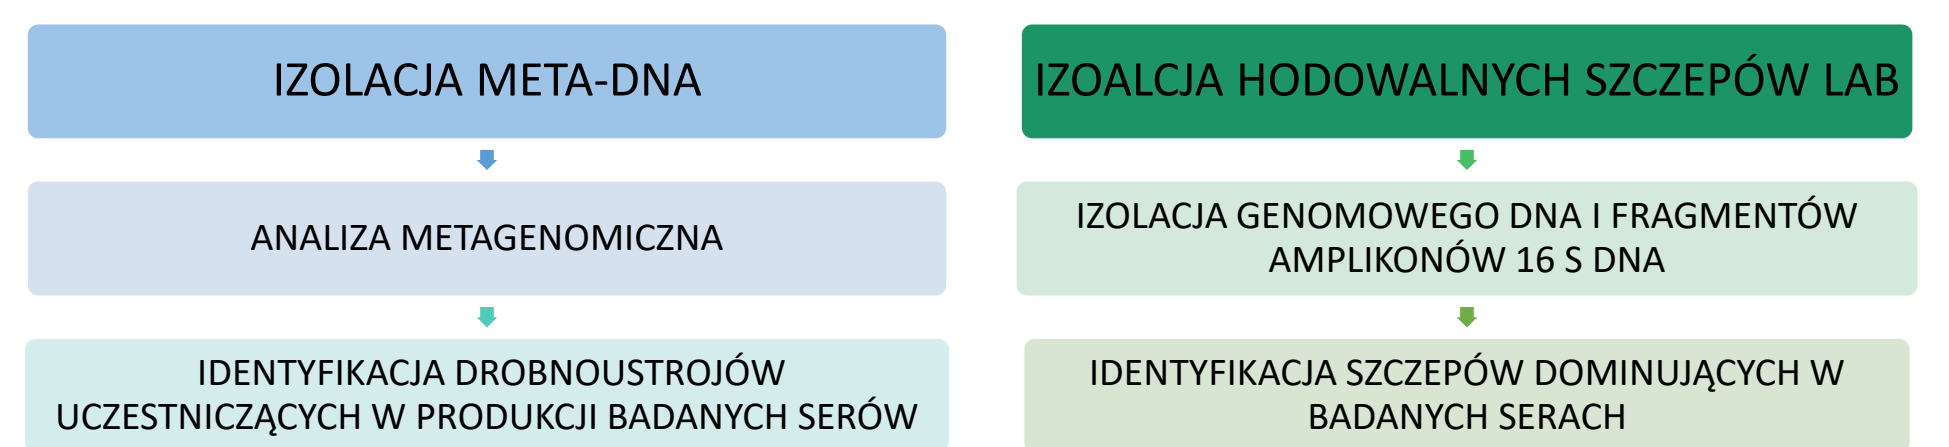 IZOLACJA META-DNA
ANALIZA METAGENOMICZNA
IDENTYFIKACJA DROBNOUSTROJÓW
UCZESTNICZĄCYCH W PRODUKCJI BADANYCH SERÓW
IZOALCJA HODOWALNYCH SZCZEPÓW LAB
IZOLACJA GENOMOWEGO DNA I FRAGMENTÓW
AMPLIKONÓW 16 S DNA
IDENTYFIKACJA SZCZEPÓW DOMINUJĄCYCH W
BADANYCH SERACH